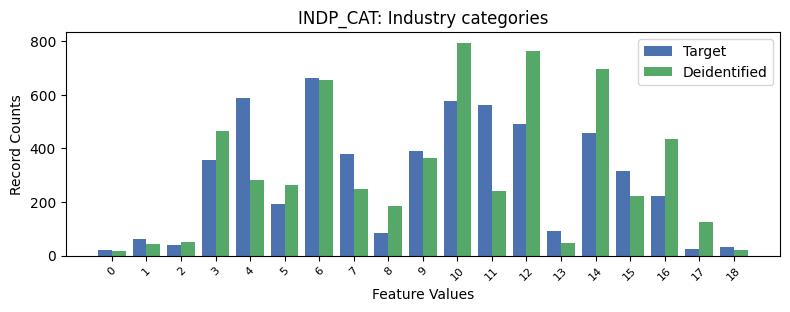 INDP_CAT: Industry categories
Target
Deidentified
Record Counts
800
600
400
200
0
0 1 2 3 4 5 6 7 8 9 10 11 12 13 14 15 16 17 18
Feature Values